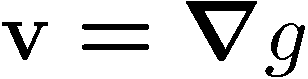 𝐯 = 𝛁g